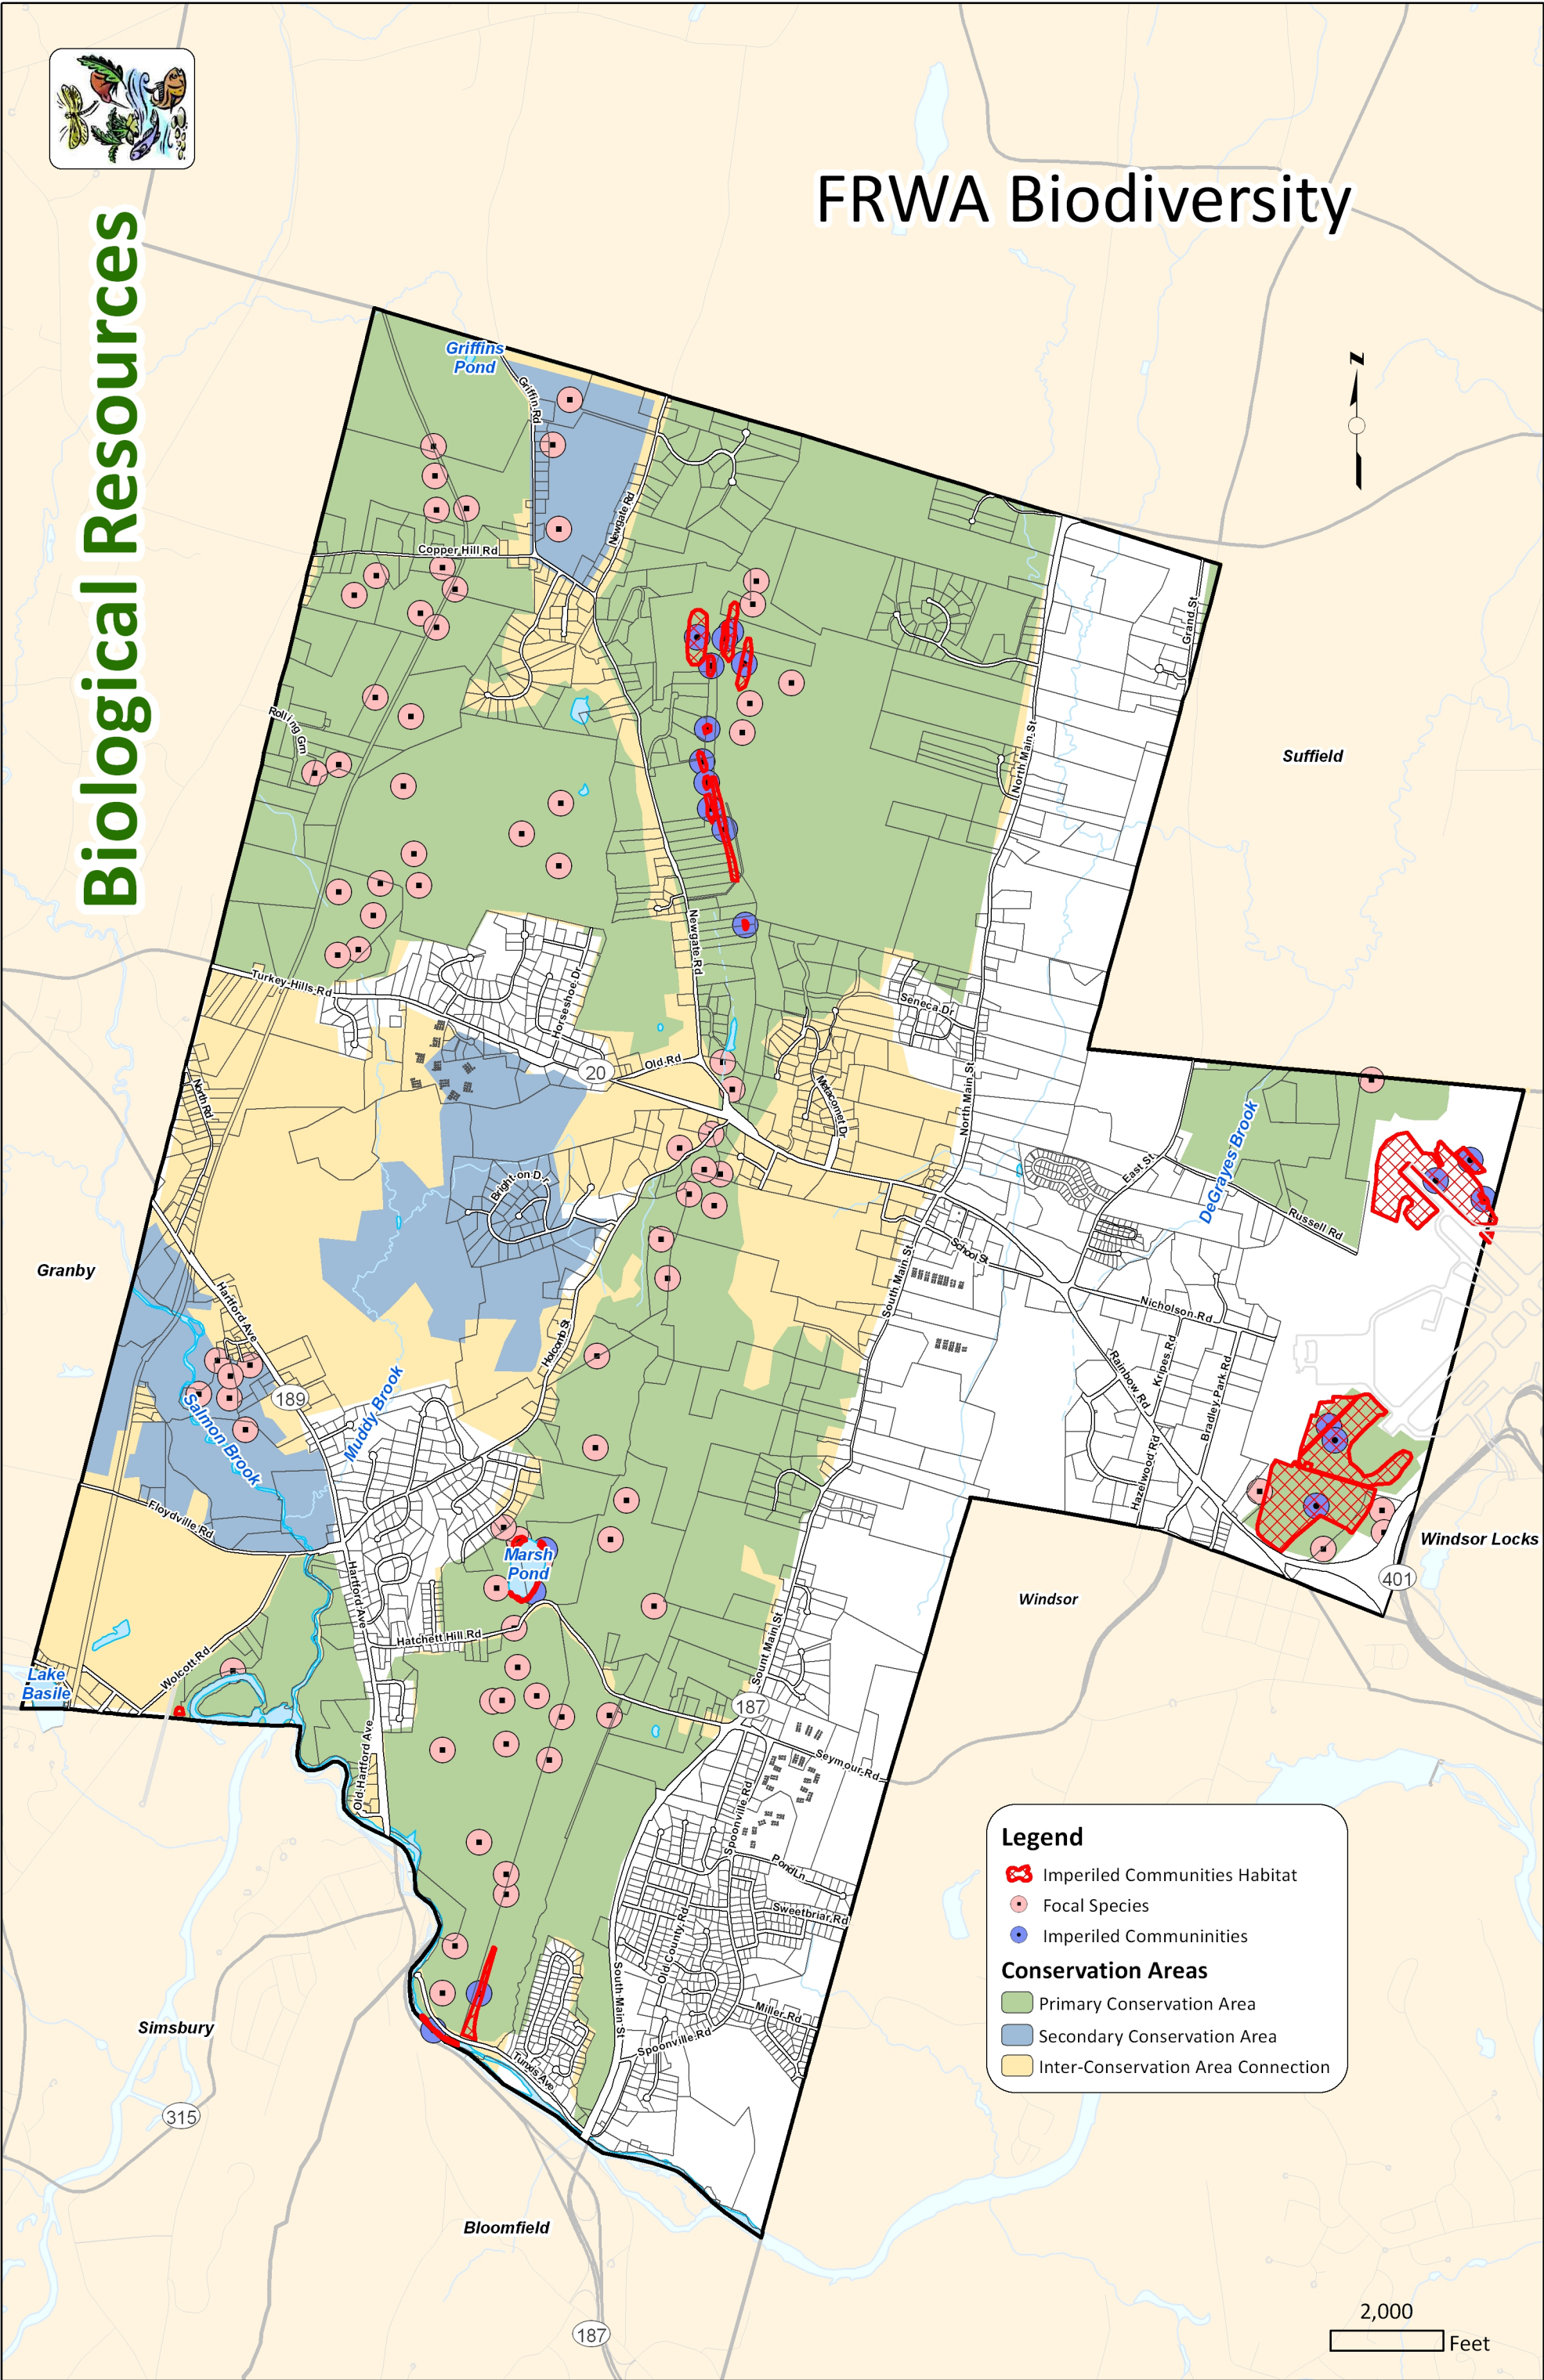 FRWA Biodiversity
Biological Resources
Griffins
Pond
Griffin Rd
Newgate Rd
Copper Hill Rd
Grand St
Rolling Grn
North Main St
Suffield
Newgate Rd
Turkey Hills Rd
Horseshoe Dr
Seneca Dr
Old Rd
20
North Rd
Metacomet Dr
North Main St
DeGrayes Brook
East St
Brighton Dr
Russell Rd
Granby
School St
South Main St
Hartford Ave
Nicholson Rd
Holcomb St
Rainbow Rd
Kripes Rd
Bradley Park Rd
189
Muddy Brook
Salmon Brook
Hazelwood Rd
Floydville Rd
Windsor Locks
Marsh
Pond
401
Hartford Ave
Windsor
Hatchett Hill Rd
Sount Main St
Wolcott Rd
Lake
Basile
187
Old Hartford Ave
Seymour Rd
Spoonville Rd
Legend
Imperiled Communities Habitat
Focal Species
Imperiled Communinities
Conservation Areas
Primary Conservation Area
Secondary Conservation Area
Inter-Conservation Area Connection
Pond Ln
Sweetbriar Rd
Old County Rd
South Main St
Miller Rd
Simsbury
Spoonville Rd
Tunxis Ave
315
Bloomfield
187
2,000
Feet
N